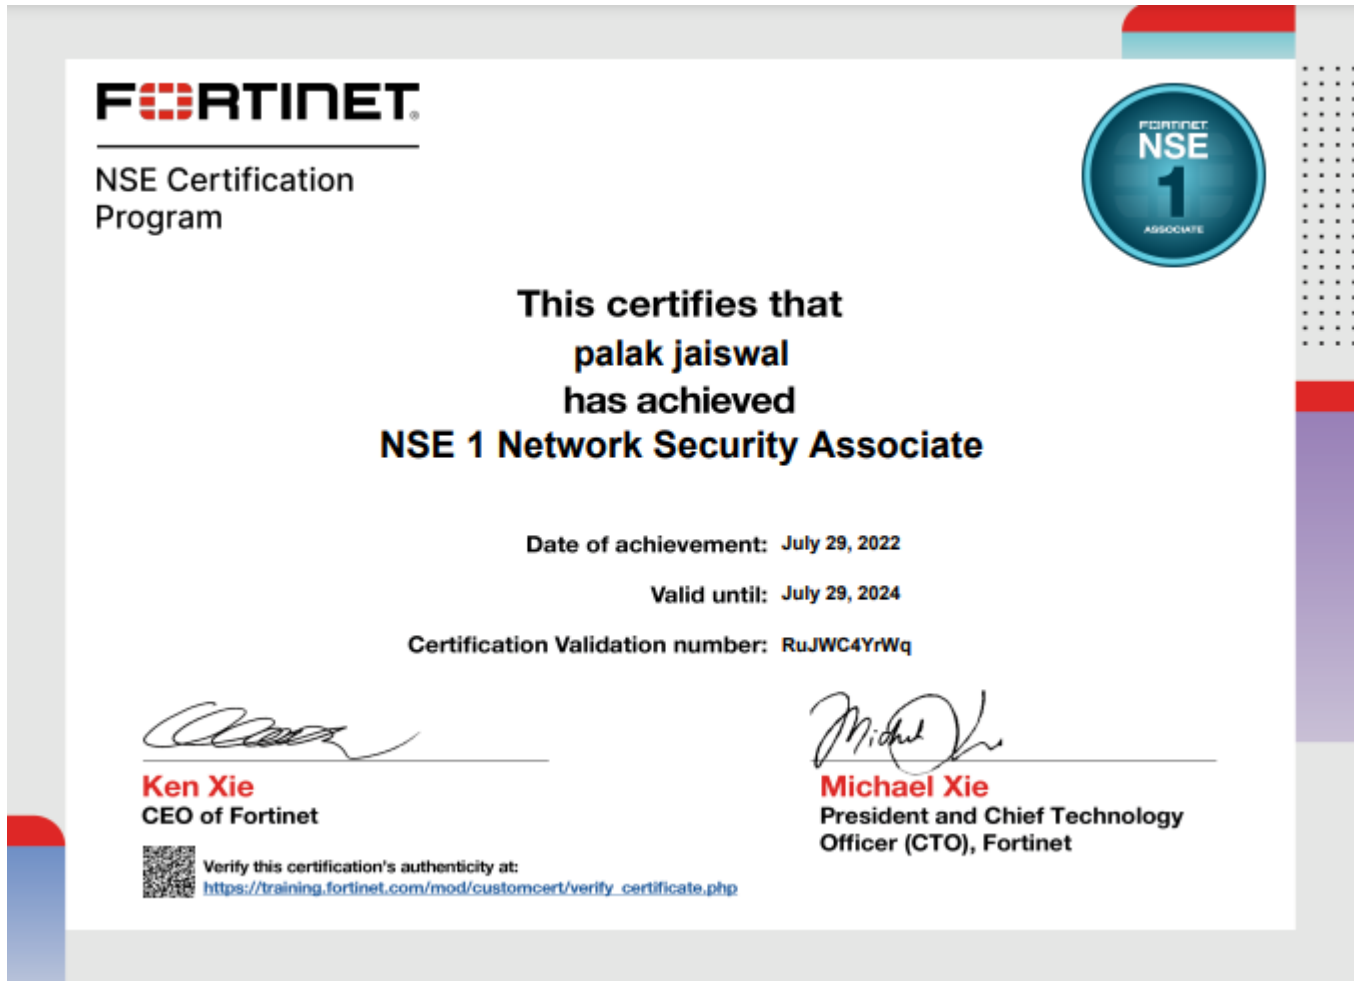 FORTINET
NSE Certification
Program
FORTINET
NSE
1
ASSOCIATE
This certifies that
palak jaiswal
has achieved
NSE 1 Network Security Associate
Date of achievement: July 29, 2022
Valid until: July 29, 2024
Certification Validation number: RuJWC4YrWq
Ken Xie
CEO of Fortinet
Michael Xie
President and Chief Technology
Officer (CTO), Fortinet
Verify this certification's authenticity at:
https://training.fortinet.com/mod/customcert/verify_certificate.php